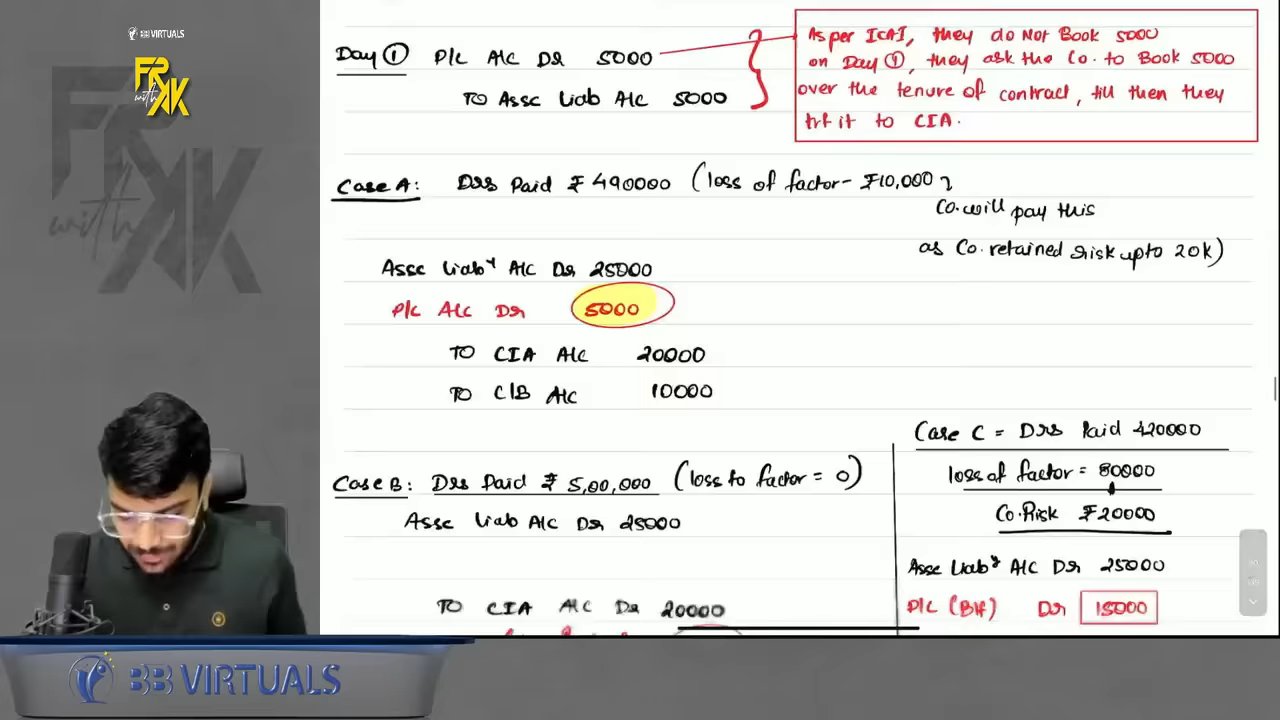 BB VIRTUALS
FR
with
AK
FR
with
AK
Day ① P/L A/C Dr 5000
TO Assc Liab A/C 5000
As per ICAI, they do Not Book 5000
on Day ①, they ask the Co. to Book 5000
over the tenure of contract, till then they
trf it to CIA.
Case A: Drs Paid ₹ 490000 (loss of factor - ₹10,000
Co. will pay this
as Co. retained risk upto 20k)
Assc Liabʸ A/C Dr 25000
P/L A/C Dr 5000
TO CIA A/C 20000
TO C/B A/C 10000
Case B: Drs Paid ₹ 5,00,000 (loss to factor = 0)
Assc Liab A/C Dr 25000
TO CIA A/C Dr 20000
Case C = Drs Paid 420000
loss of factor = 80000
Co. Risk ₹20000
Assc Liabʸ A/C Dr 25000
P/L (B/f) Dr 15000
BB VIRTUALS